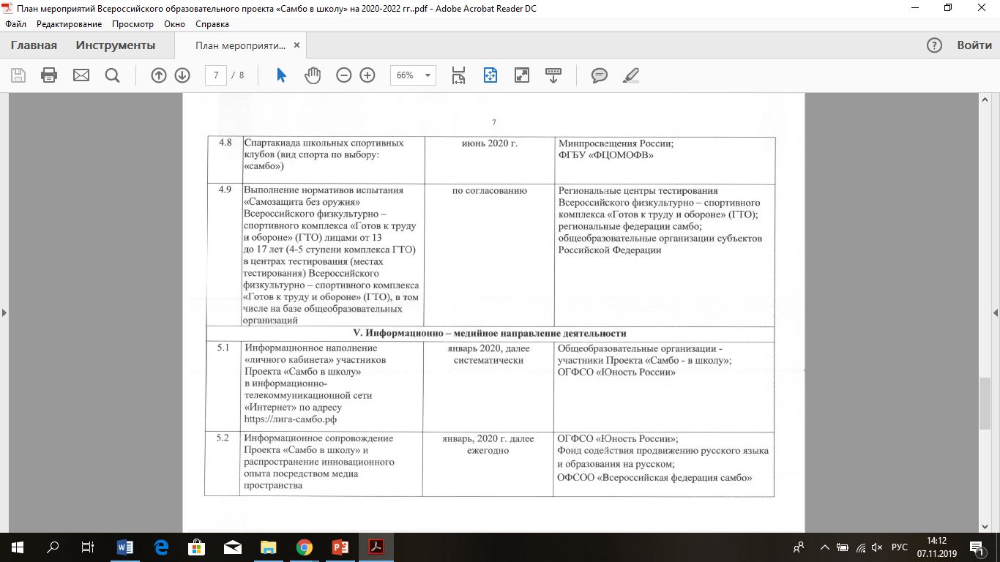 План мероприятий Всероссийского образовательного проекта «Самбо в школу» на 2020-2022 гг..pdf - Adobe Acrobat Reader DC
Файл Редактирование Просмотр Окно Справка
Главная Инструменты План мероприяти... × Войти
7 / 8 66%
7
4.8
Спартакиада школьных спортивных
клубов (вид спорта по выбору:
«самбо»)
июнь 2020 г.
Минпросвещения России;
ФГБУ «ФЦОМОФВ»
4.9
Выполнение нормативов испытания
«Самозащита без оружия»
Всероссийского физкультурно –
спортивного комплекса «Готов к труду
и обороне» (ГТО) лицами от 13
до 17 лет (4-5 ступени комплекса ГТО)
в центрах тестирования (местах
тестирования) Всероссийского
физкультурно – спортивного комплекса
«Готов к труду и обороне» (ГТО), в том
числе на базе общеобразовательных
организаций
по согласованию
Региональные центры тестирования
Всероссийского физкультурно – спортивного
комплекса «Готов к труду и обороне» (ГТО);
региональные федерации самбо;
общеобразовательные организации субъектов
Российской Федерации
V. Информационно – медийное направление деятельности
5.1
Информационное наполнение
«личного кабинета» участников
Проекта «Самбо в школу»
в информационно-
телекоммуникационной сети
«Интернет» по адресу
https://лига-самбо.рф
январь 2020, далее
систематически
Общеобразовательные организации -
участники Проекта «Самбо - в школу»;
ОГФСО «Юность России»
5.2
Информационное сопровождение
Проекта «Самбо в школу» и
распространение инновационного
опыта посредством медиа
пространства
январь, 2020 г. далее
ежегодно
ОГФСО «Юность России»;
Фонд содействия продвижению русского языка
и образования на русском;
ОФСОО «Всероссийская федерация самбо»
РУС
14:12
07.11.2019
1